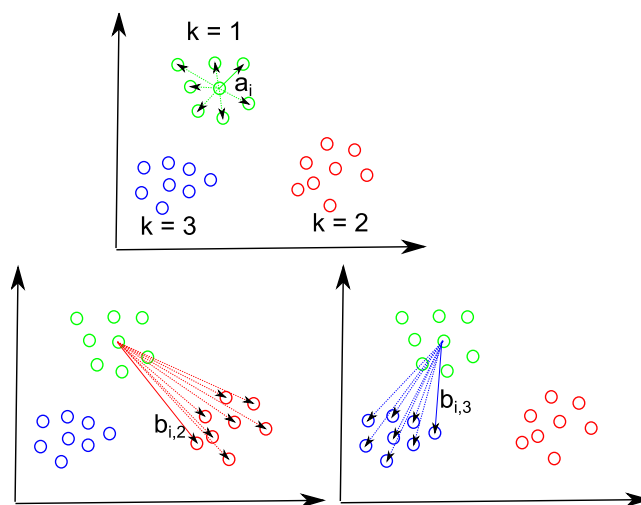 k = 1
a_i
k = 3
k = 2
b_i,2
b_i,3